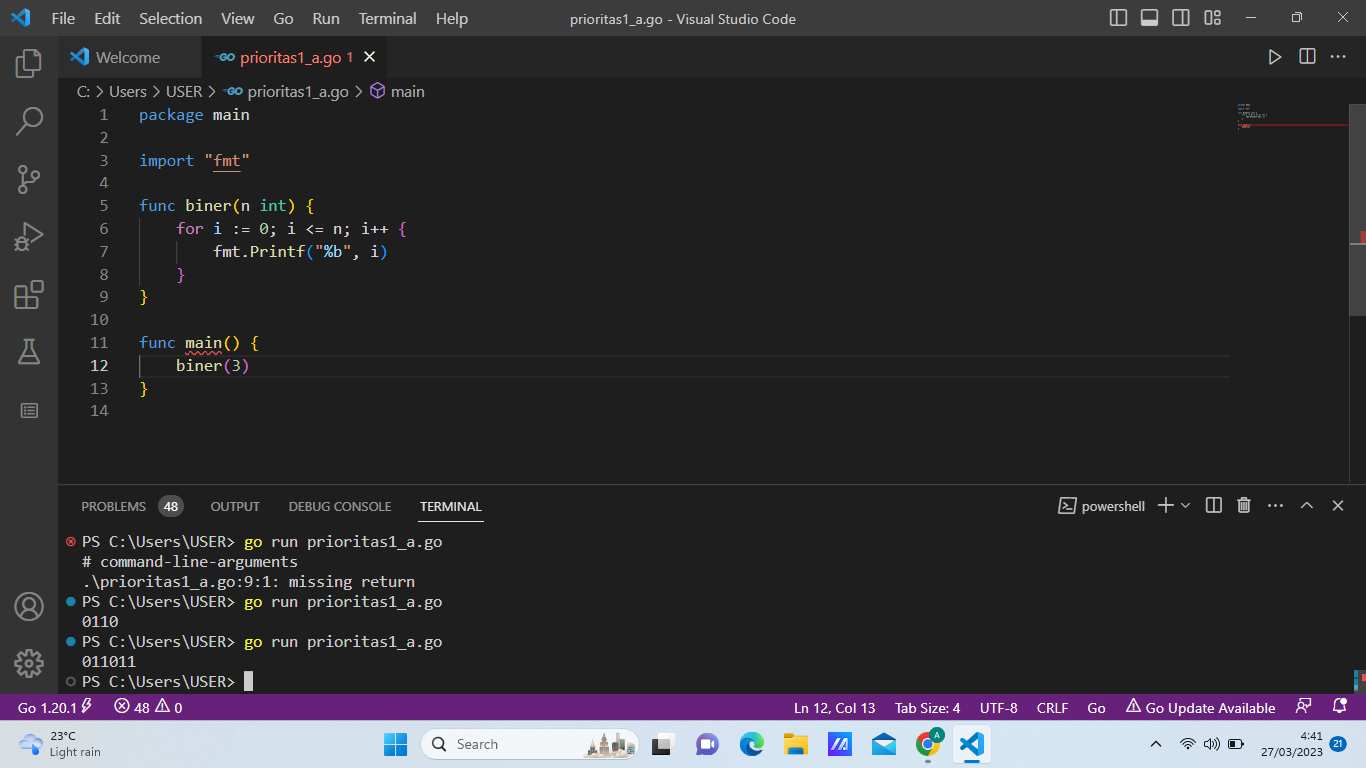 File Edit Selection View Go Run Terminal Help prioritas1_a.go - Visual Studio Code
Welcome prioritas1_a.go 1
C: > Users > USER > prioritas1_a.go > main
1 package main
2
3 import "fmt"
4
5 func biner(n int) {
6 for i := 0; i <= n; i++ {
7 fmt.Printf("%b", i)
8 }
9 }
10
11 func main() {
12 biner(3)
13 }
14
PROBLEMS 48 OUTPUT DEBUG CONSOLE TERMINAL powershell
PS C:\Users\USER> go run prioritas1_a.go
# command-line-arguments
.\prioritas1_a.go:9:1: missing return
PS C:\Users\USER> go run prioritas1_a.go
0110
PS C:\Users\USER> go run prioritas1_a.go
011011
PS C:\Users\USER>
Go 1.20.1 48 0 Ln 12, Col 13 Tab Size: 4 UTF-8 CRLF Go Go Update Available
23°C
Light rain
Search
A
4:41
27/03/2023
21